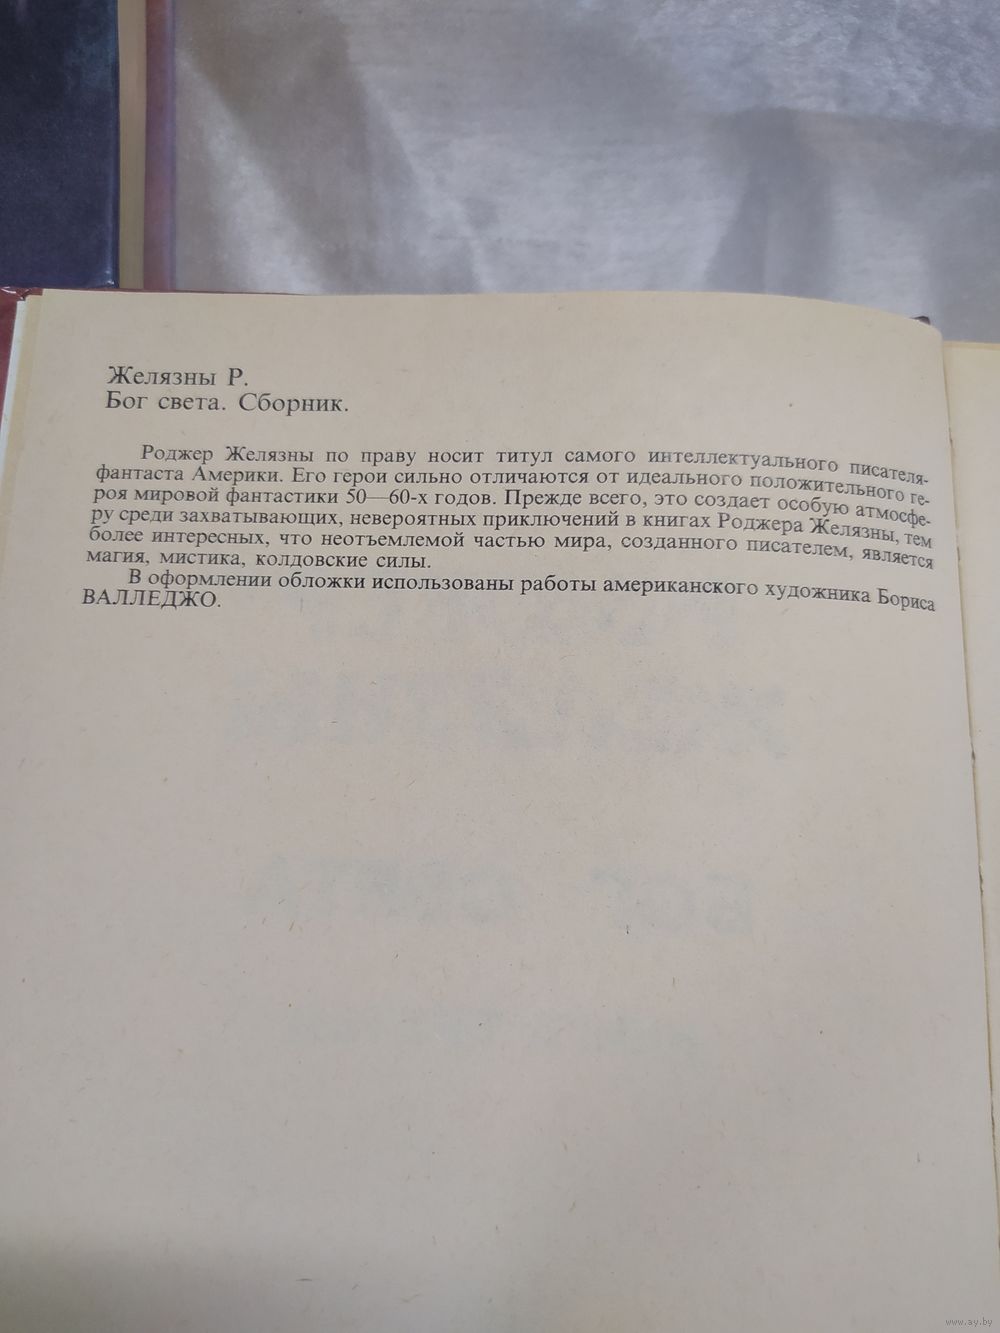 Желязны Р.
Бог света. Сборник.
Роджер Желязны по праву носит титул самого интеллектуального писателя-
фантаста Америки. Его герои сильно отличаются от идеального положительного ге-
роя мировой фантастики 50—60-х годов. Прежде всего, это создает особую атмосфе-
ру среди захватывающих, невероятных приключений в книгах Роджера Желязны, тем
более интересных, что неотъемлемой частью мира, созданного писателем, является
магия, мистика, колдовские силы.
В оформлении обложки использованы работы американского художника Бориса
ВАЛЛЕДЖО.
www.ay.by